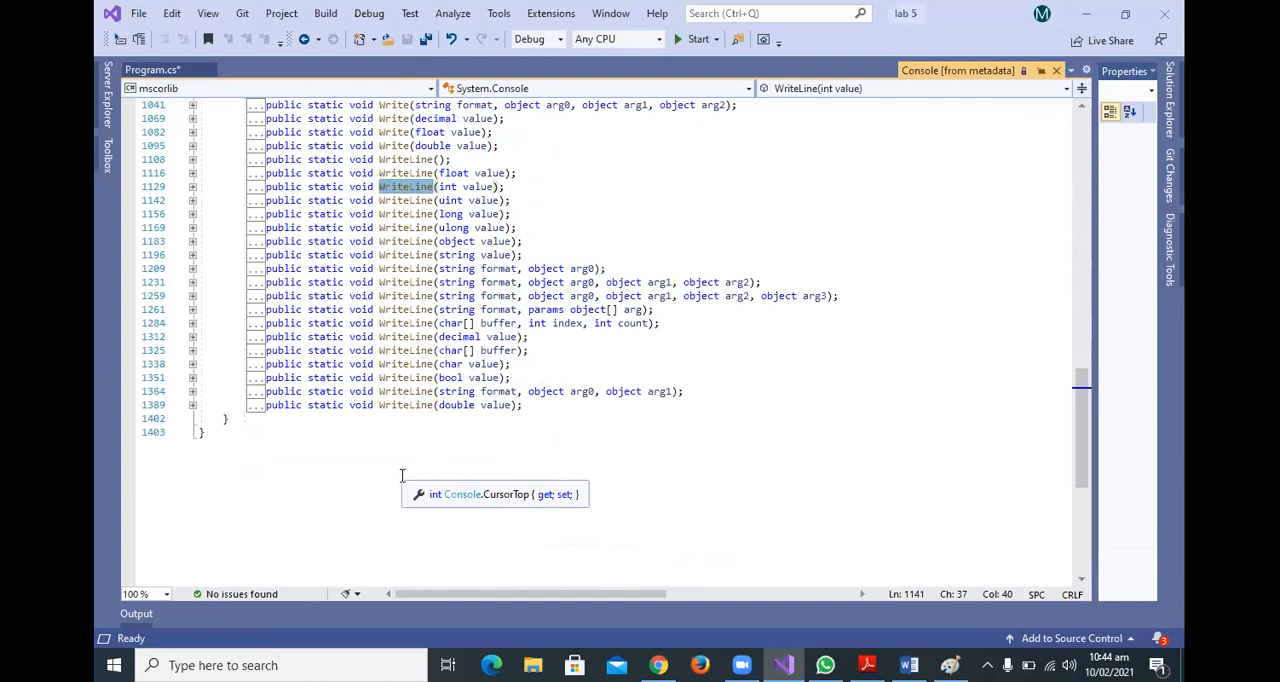 File Edit View Git Project Build Debug Test Analyze Tools Extensions Window Help Search (Ctrl+Q) lab 5 M
Debug Any CPU Start Live Share
Program.cs* Console [from metadata] Properties
mscorlib System.Console WriteLine(int value)
1041 ...public static void Write(string format, object arg0, object arg1, object arg2);
1069 ...public static void Write(decimal value);
1082 ...public static void Write(float value);
1095 ...public static void Write(double value);
1108 ...public static void WriteLine();
1116 ...public static void WriteLine(float value);
1129 ...public static void WriteLine(int value);
1142 ...public static void WriteLine(uint value);
1156 ...public static void WriteLine(long value);
1169 ...public static void WriteLine(ulong value);
1183 ...public static void WriteLine(object value);
1196 ...public static void WriteLine(string value);
1209 ...public static void WriteLine(string format, object arg0);
1231 ...public static void WriteLine(string format, object arg0, object arg1, object arg2);
1259 ...public static void WriteLine(string format, object arg0, object arg1, object arg2, object arg3);
1261 ...public static void WriteLine(string format, params object[] arg);
1284 ...public static void WriteLine(char[] buffer, int index, int count);
1312 ...public static void WriteLine(decimal value);
1325 ...public static void WriteLine(char[] buffer);
1338 ...public static void WriteLine(char value);
1351 ...public static void WriteLine(bool value);
1364 ...public static void WriteLine(string format, object arg0, object arg1);
1389 ...public static void WriteLine(double value);
1402 }
1403 }
int Console.CursorTop { get; set; }
Server Explorer
Toolbox
Solution Explorer
Git Changes
Diagnostic Tools
100 % No issues found Ln: 1141 Ch: 37 Col: 40 SPC CRLF
Output
Ready Add to Source Control 3
Type here to search
10:44 am
10/02/2021
1